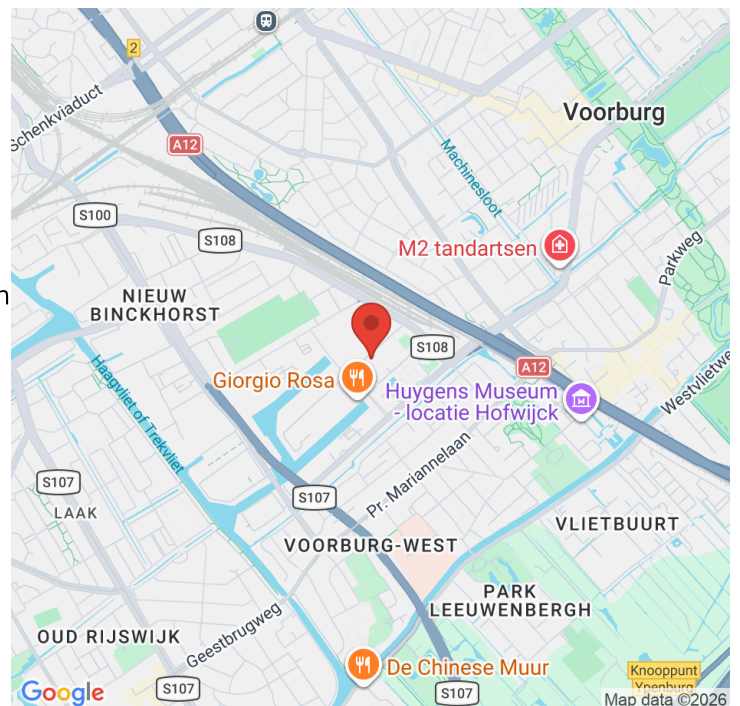 2
Schenkviaduct
Voorburg
A12
Machinesloot
S100
S108
M2 tandartsen
Parkweg
n
NIEUW
BINCKHORST
S108
Giorgio Rosa
A12
Westvlietwe
Huygens Museum
- locatie Hofwijck
Haagvliet of Trekvliet
Pr. Mariannelaan
S107
S107
LAAK
VLIETBUURT
VOORBURG-WEST
PARK
LEEUWENBERGH
OUD RIJSWIJK
Geestbrugweg
De Chinese Muur
Knooppunt
Ypenburg
S107
S107
Google
Map data ©2026